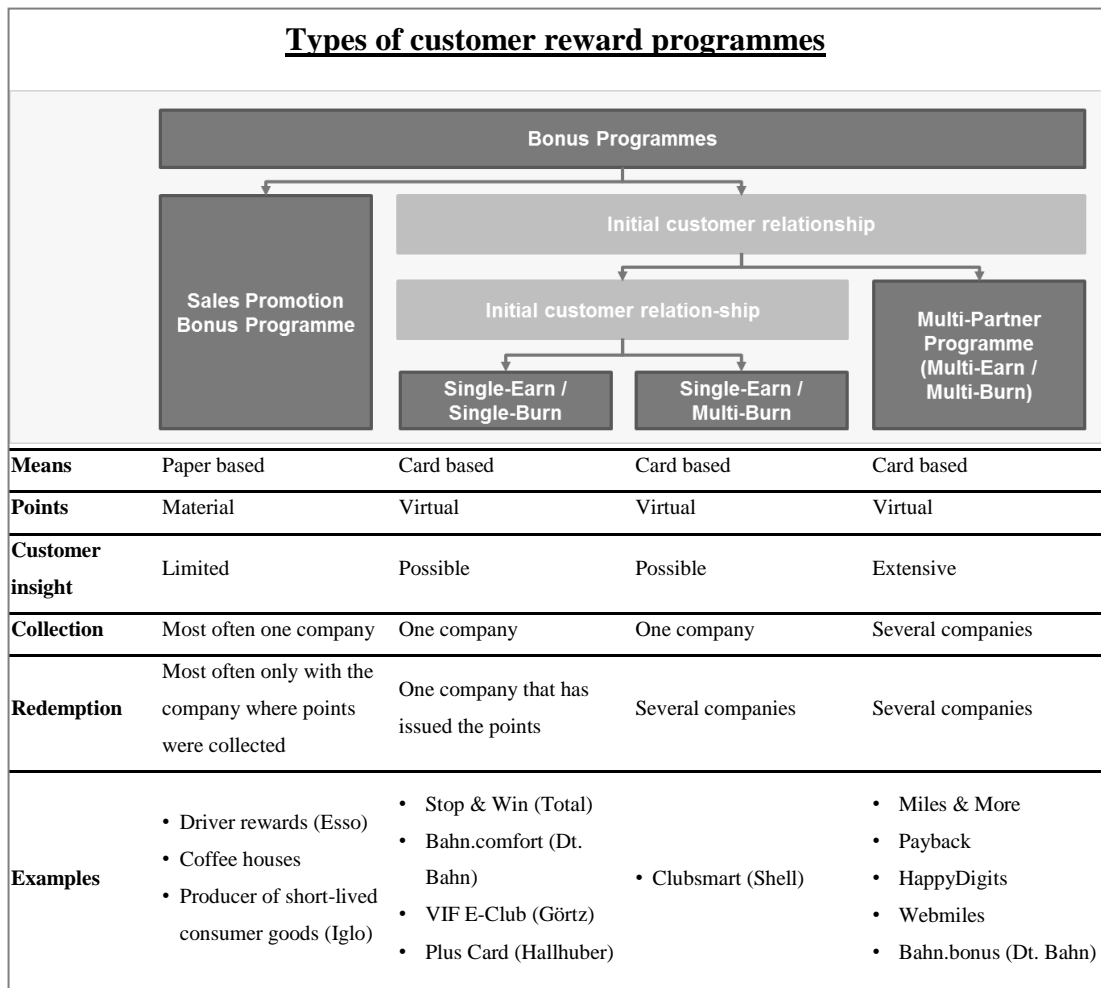 Types of customer reward programmes
Bonus Programmes
Initial customer relationship
Sales Promotion
Bonus Programme
Initial customer relation-ship
Multi-Partner
Programme
(Multi-Earn /
Multi-Burn)
Single-Earn /
Single-Burn
Single-Earn /
Multi-Burn
Means
Paper based
Card based
Card based
Card based
Points
Material
Virtual
Virtual
Virtual
Customer
insight
Limited
Possible
Possible
Extensive
Collection
Most often one company
One company
One company
Several companies
Redemption
Most often only with the
company where points
were collected
One company that has
issued the points
Several companies
Several companies
Examples
• Driver rewards (Esso)
• Coffee houses
• Producer of short-lived
consumer goods (Iglo)
• Stop & Win (Total)
• Bahn.comfort (Dt.
Bahn)
• VIF E-Club (Görtz)
• Plus Card (Hallhuber)
• Clubsmart (Shell)
• Miles & More
• Payback
• HappyDigits
• Webmiles
• Bahn.bonus (Dt. Bahn)